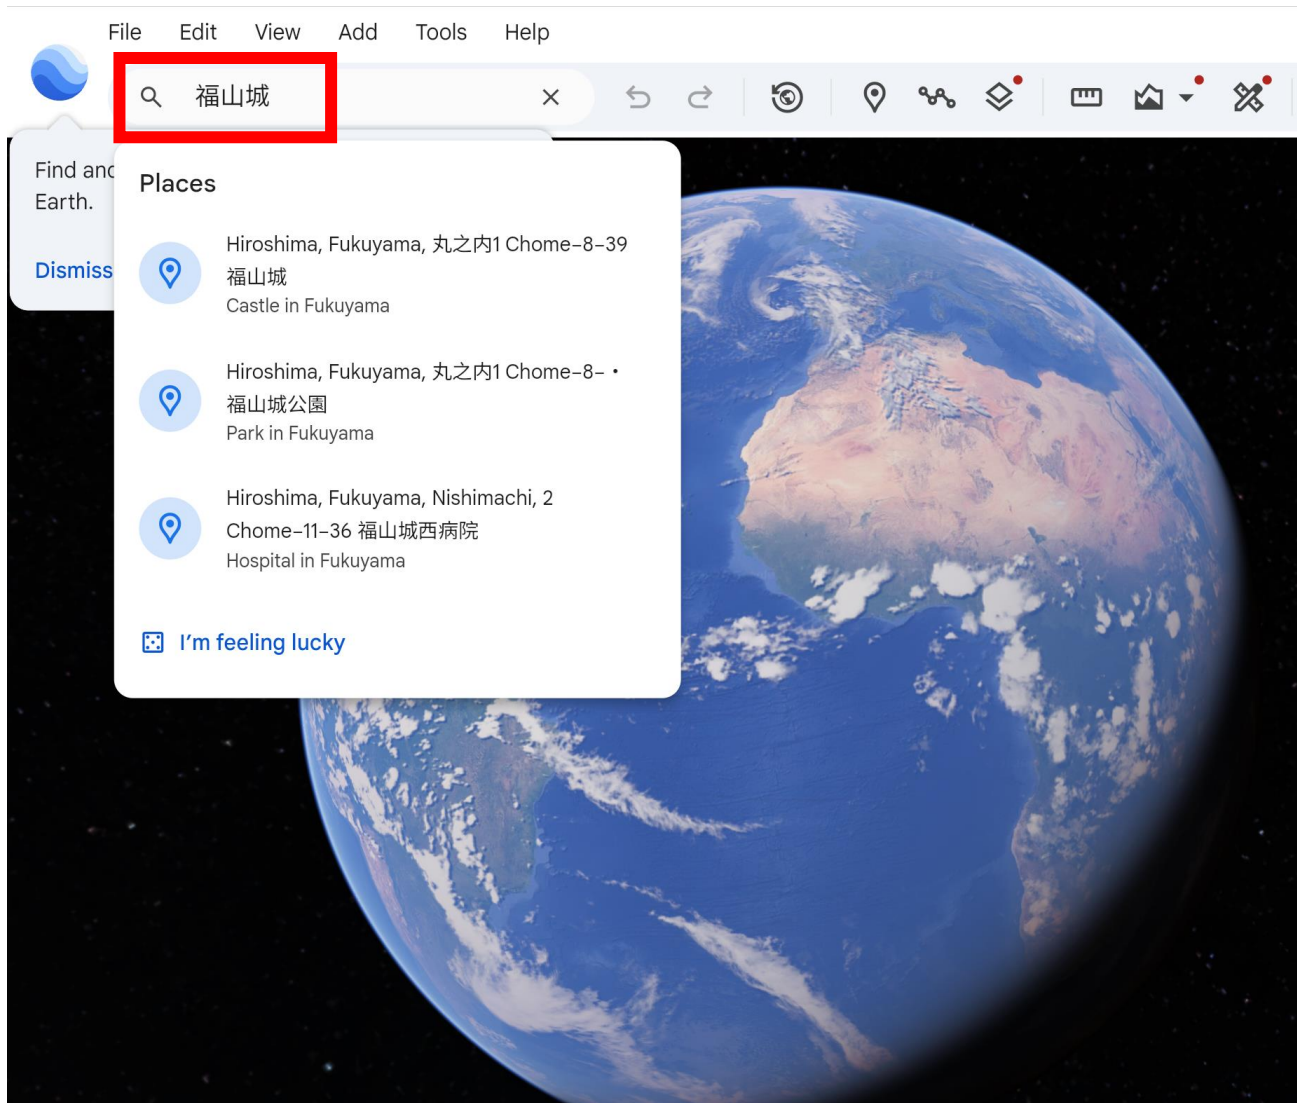 File Edit View Add Tools Help
福山城
Find and
Earth.
Dismiss
Places
Hiroshima, Fukuyama, 丸之内1 Chome-8-39
福山城
Castle in Fukuyama
Hiroshima, Fukuyama, 丸之内1 Chome-8-・
福山城公園
Park in Fukuyama
Hiroshima, Fukuyama, Nishimachi, 2
Chome-11-36 福山城西病院
Hospital in Fukuyama
I'm feeling lucky